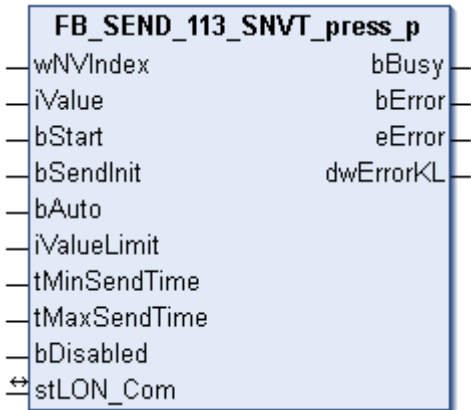 FB_SEND_113_SNVT_press_p
wNVIndex bBusy
iValue bError
bStart eError
bSendInit dwErrorKL
bAuto
iValueLimit
tMinSendTime
tMaxSendTime
bDisabled
stLON_Com